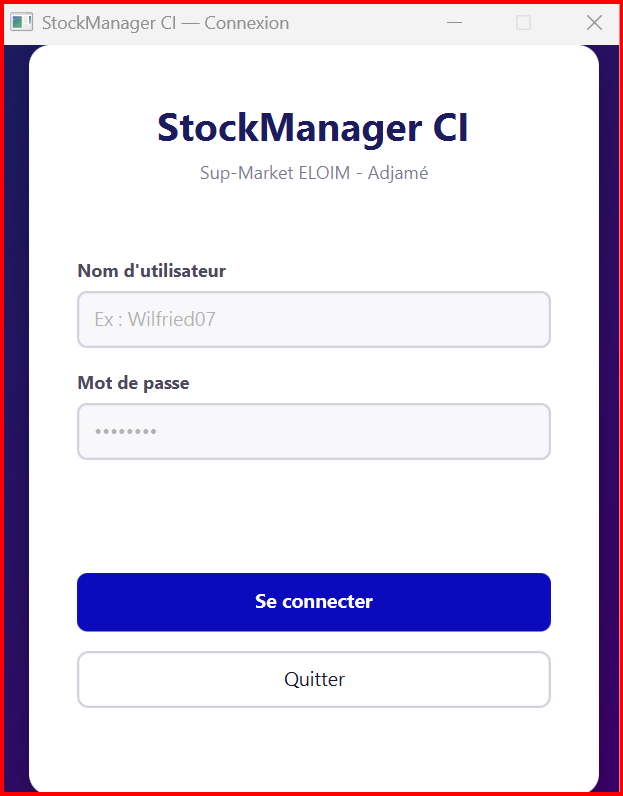 StockManager CI — Connexion
StockManager CI
Sup-Market ELOIM - Adjamé
Nom d'utilisateur
Ex : Wilfried07
Mot de passe
••••••••
Se connecter
Quitter